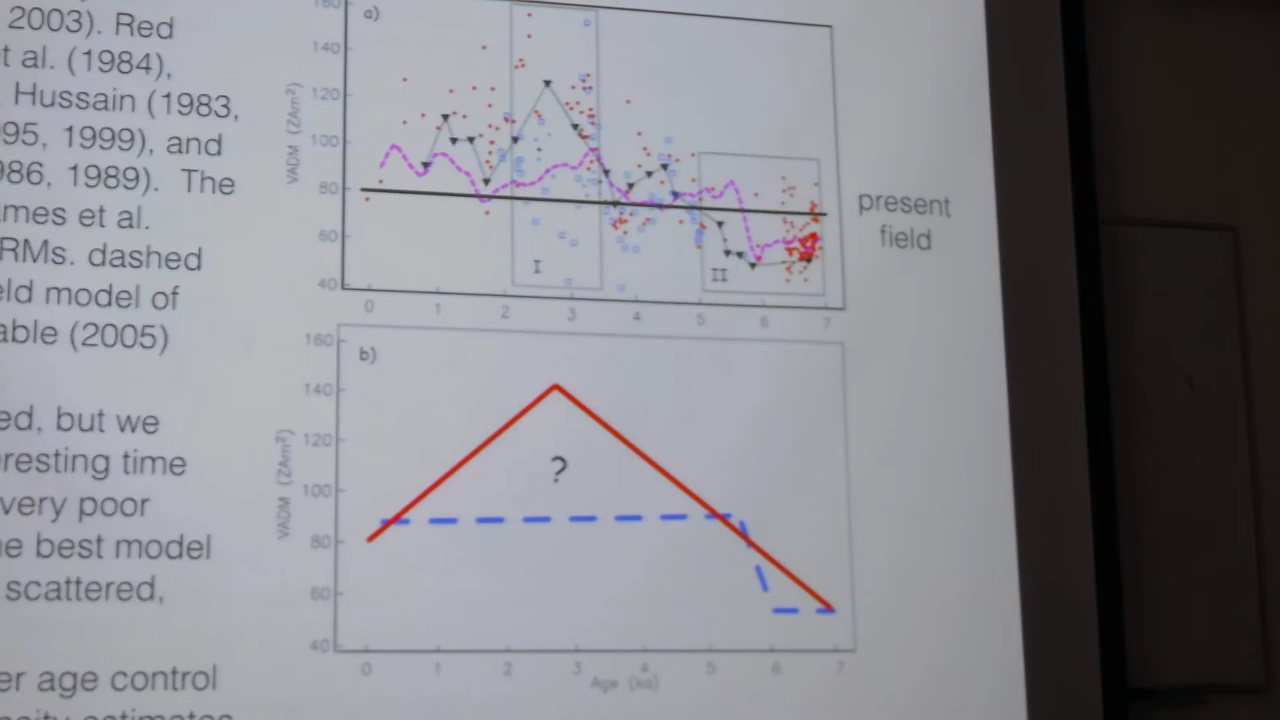 2003). Red
t al. (1984),
Hussain (1983,
95, 1999), and
986, 1989). The
mes et al.
RMs. dashed
ld model of
able (2005)
ed, but we
resting time
very poor
e best model
scattered,
er age control
a)
160
140
120
100
80
60
40
VADM (ZAm²)
I
II
0 1 2 3 4 5 6 7
present
field
b)
160
140
120
100
80
60
40
VADM (ZAm²)
?
0 1 2 3 4 5 6 7
Age (ka)